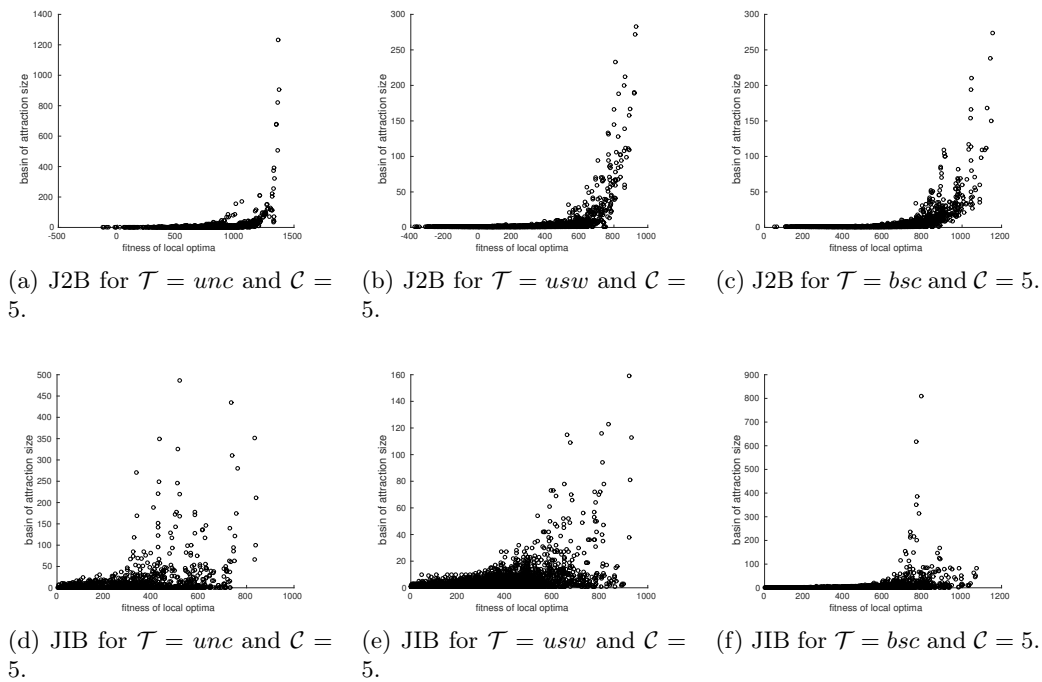 1400
1200
1000
800
600
400
200
0
-500 0 500 1000 1500
basin of attraction size
fitness of local optima
(a) J2B for 𝒯 = unc and 𝒞 =
5.
300
250
200
150
100
50
0
-400 -200 0 200 400 600 800 1000
basin of attraction size
fitness of local optima
(b) J2B for 𝒯 = usw and 𝒞 =
5.
300
250
200
150
100
50
0
0 200 400 600 800 1000 1200
basin of attraction size
fitness of local optima
(c) J2B for 𝒯 = bsc and 𝒞 = 5.
500
450
400
350
300
250
200
150
100
50
0
0 200 400 600 800 1000
basin of attraction size
fitness of local optima
(d) JIB for 𝒯 = unc and 𝒞 =
5.
160
140
120
100
80
60
40
20
0
0 200 400 600 800 1000
basin of attraction size
fitness of local optima
(e) JIB for 𝒯 = usw and 𝒞 =
5.
900
800
700
600
500
400
300
200
100
0
0 200 400 600 800 1000 1200
basin of attraction size
fitness of local optima
(f) JIB for 𝒯 = bsc and 𝒞 = 5.